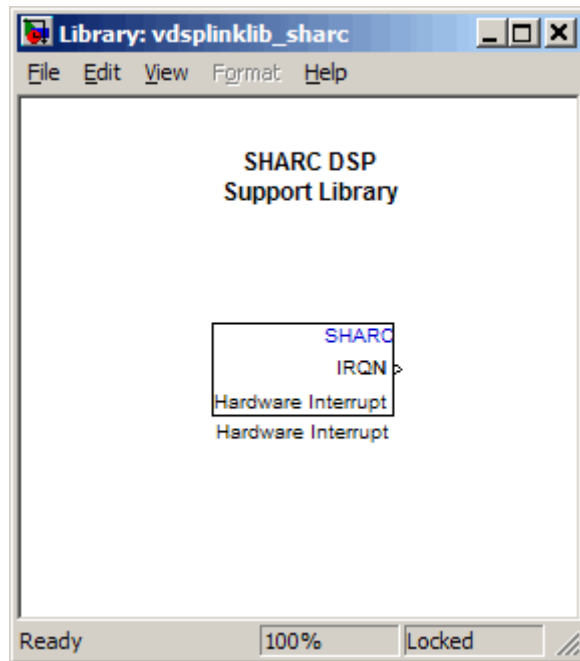 Library: vdsplinklib_sharc
File Edit View Format Help
SHARC DSP
Support Library
SHARC
IRQN
Hardware Interrupt
Hardware Interrupt
Ready 100% Locked